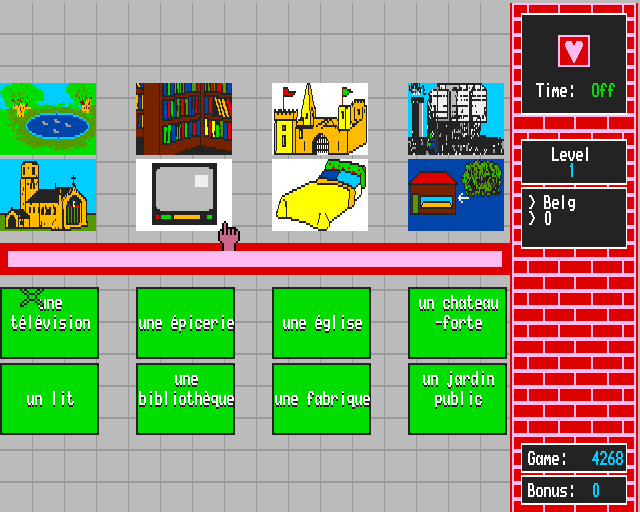 Time: Off
Level
1
> Belg
> 0
une
télévision
une épicerie
une église
un chateau
-forte
un lit
une
bibliothèque
une fabrique
un jardin
public
Game: 4268
Bonus: 0